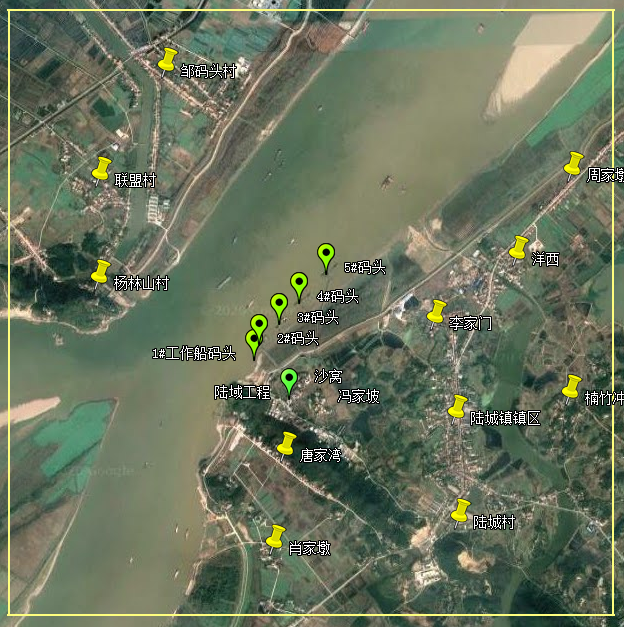 邹码头村
联盟村
周家墩
洋西
杨林山村
5#码头
4#码头
3#码头
李家门
2#码头
1#工作船码头
沙窝
陆域工程
冯家坡
楠竹冲
陆城镇镇区
唐家湾
陆城村
肖家墩